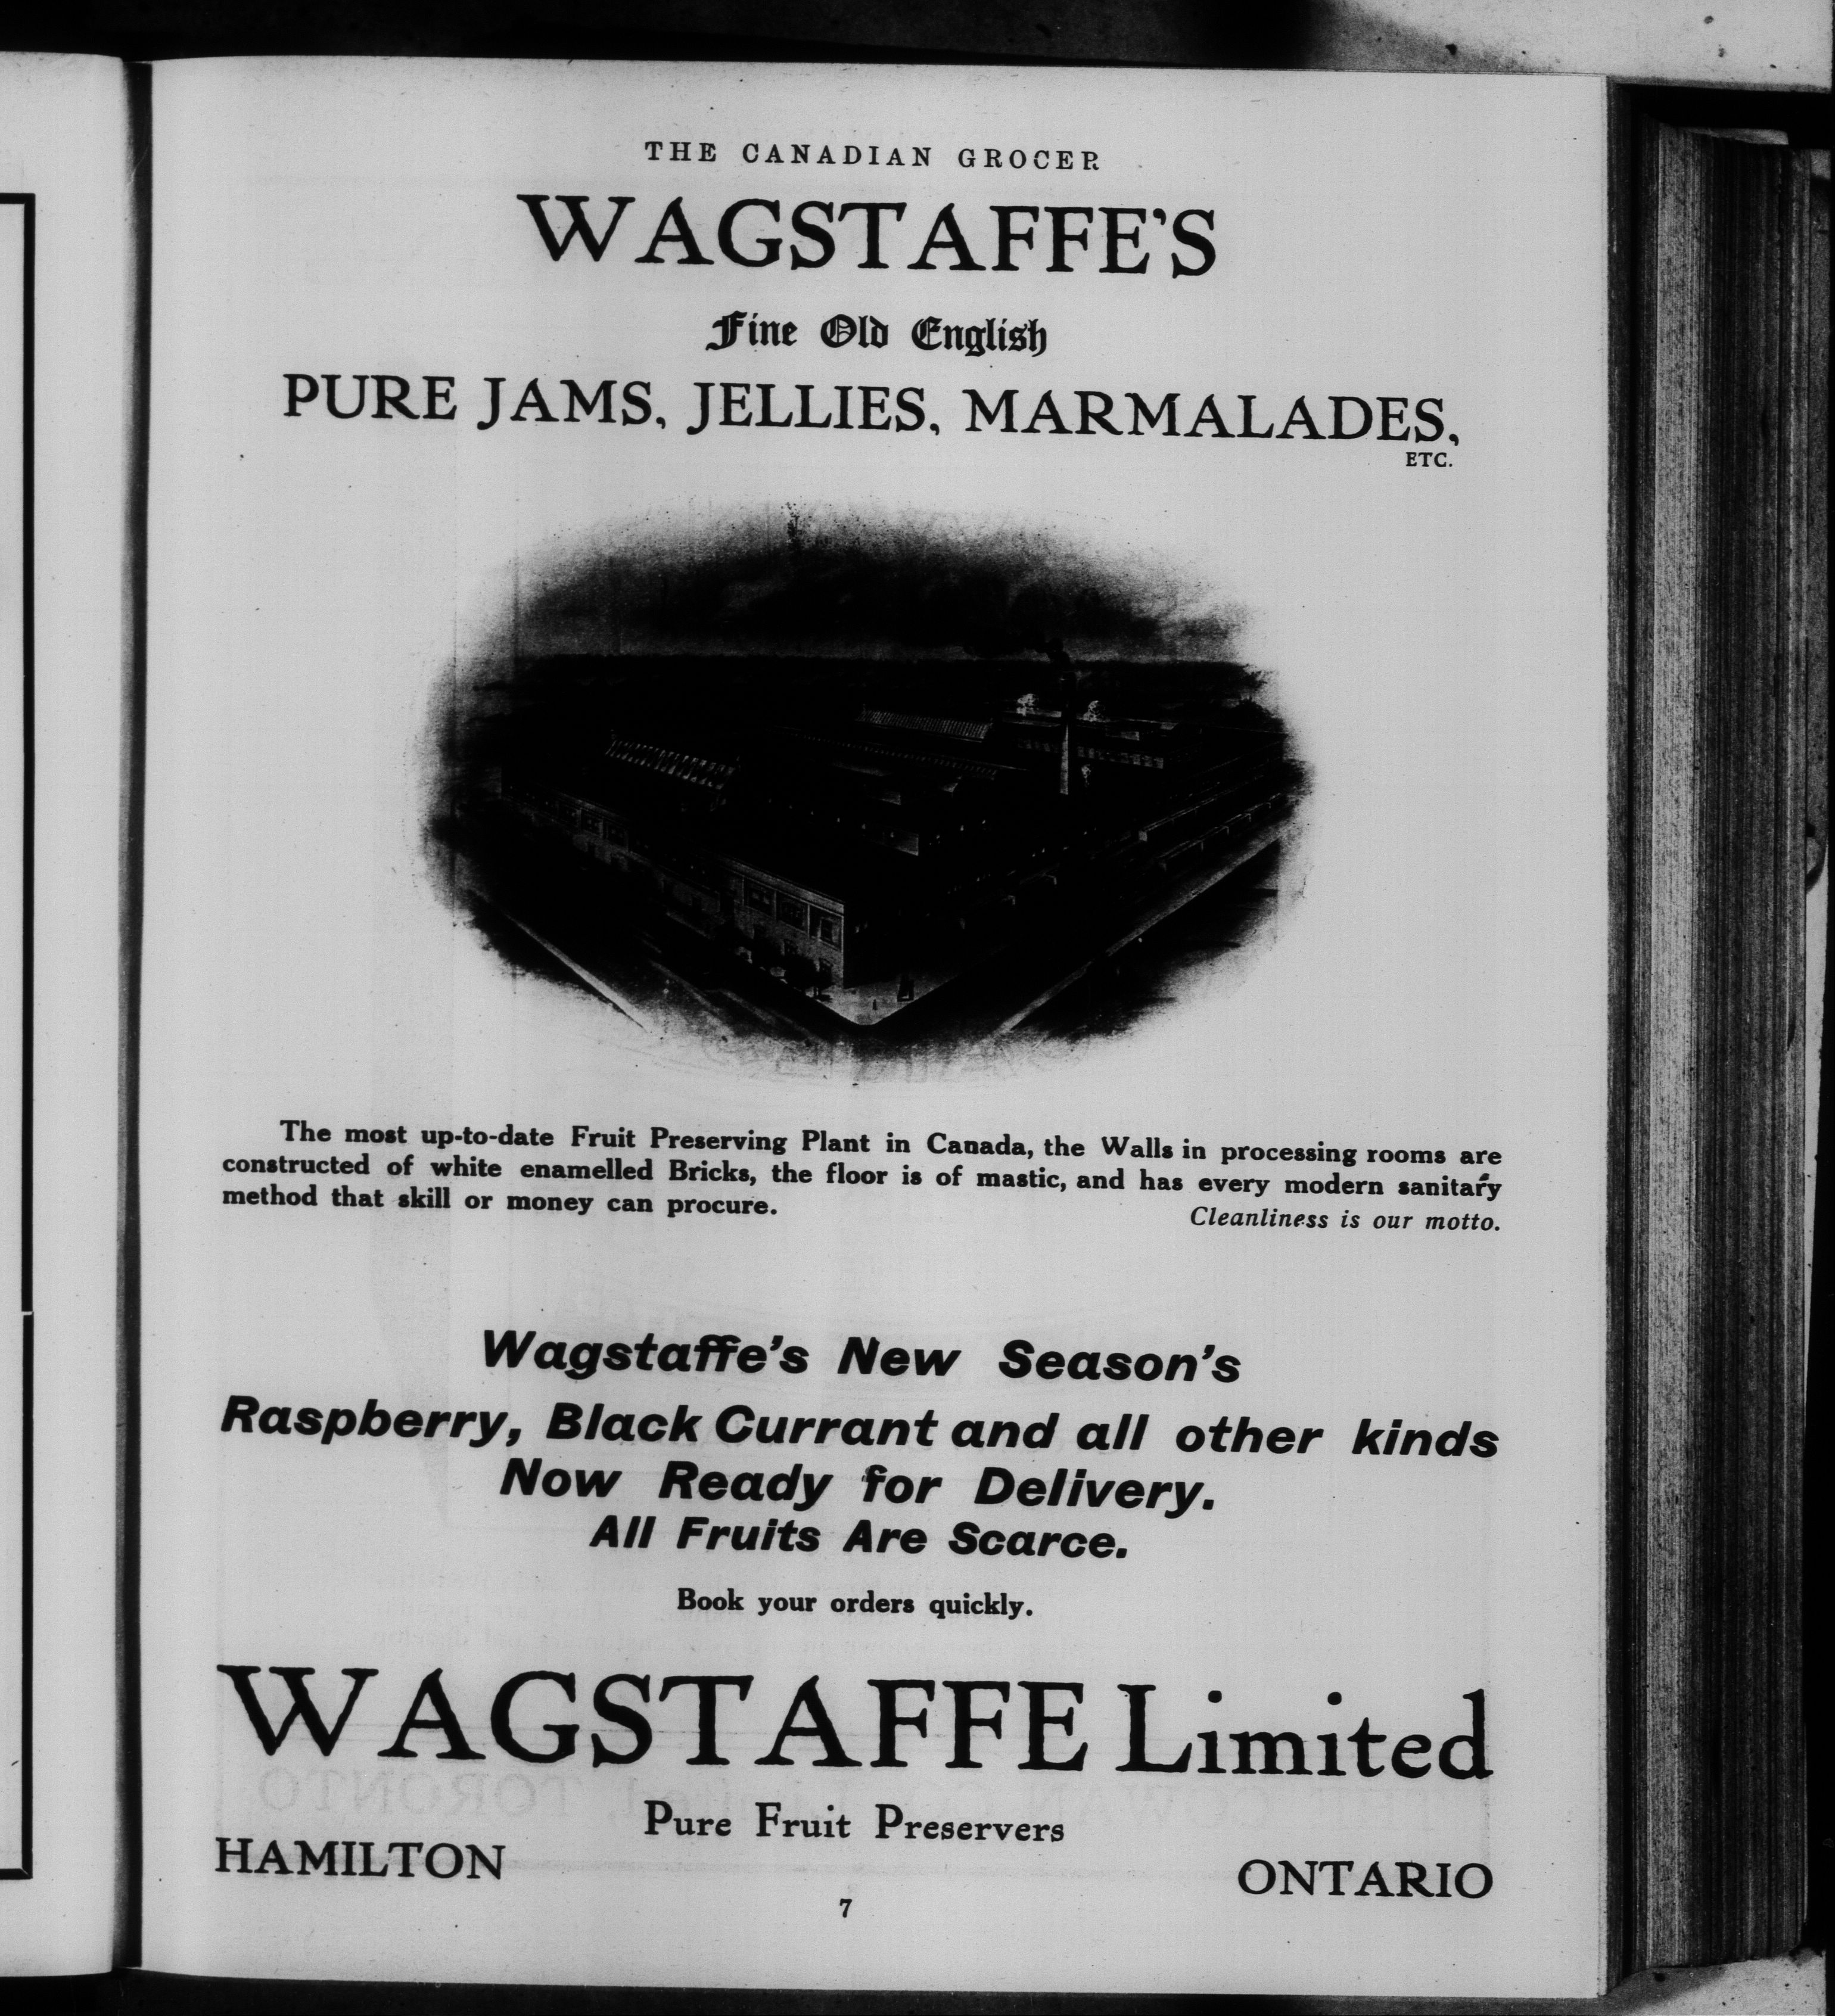 THE CANADIAN GROCER
WAGSTAFFE'S
Fine Old English
PURE JAMS, JELLIES, MARMALADES,
ETC.
The most up-to-date Fruit Preserving Plant in Canada, the Walls in processing rooms are
constructed of white enamelled Bricks, the floor is of mastic, and has every modern sanitary
method that skill or money can procure.
Cleanliness is our motto.
Wagstaffe's New Season's
Raspberry, Black Currant and all other kinds
Now Ready for Delivery.
All Fruits Are Scarce.
Book your orders quickly.
WAGSTAFFE Limited
Pure Fruit Preservers
HAMILTON
ONTARIO
7